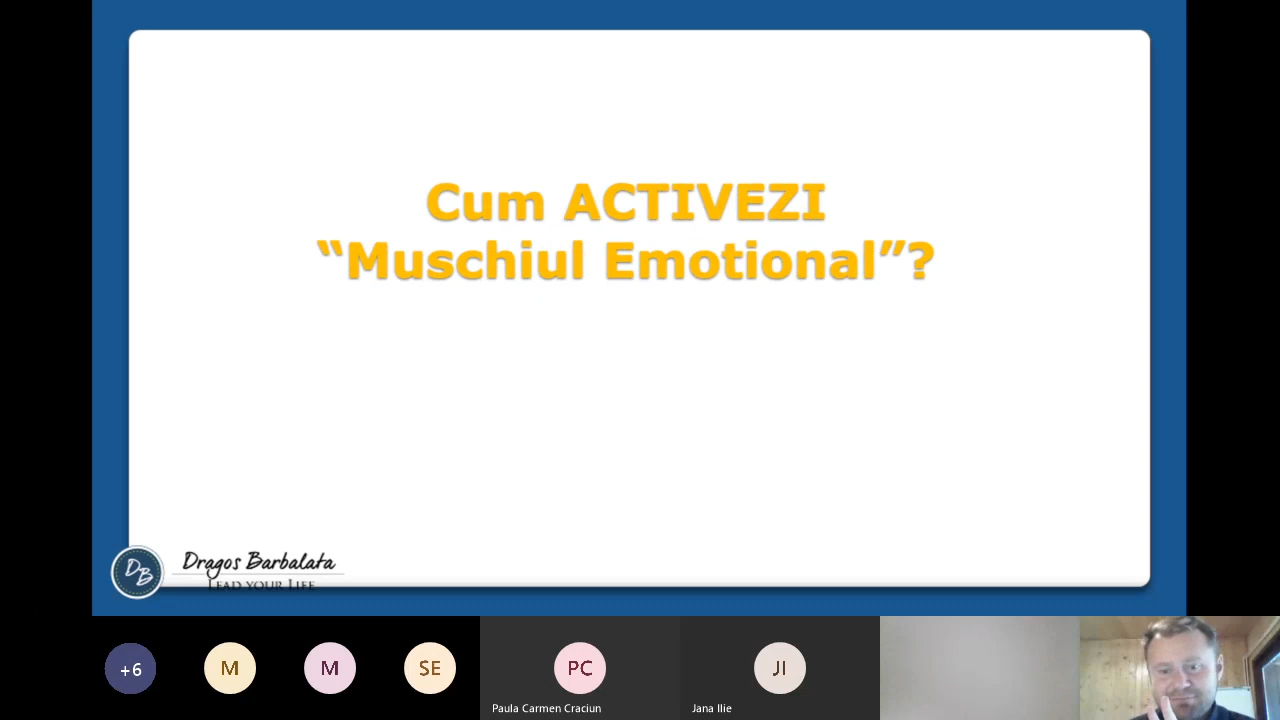 Cum ACTIVEZI
“Muschiul Emotional”?
DB
Dragos Barbalata
LEAD YOUR LIFE
+6
M
M
SE
PC
JI
Paula Carmen Craciun
Jana Ilie